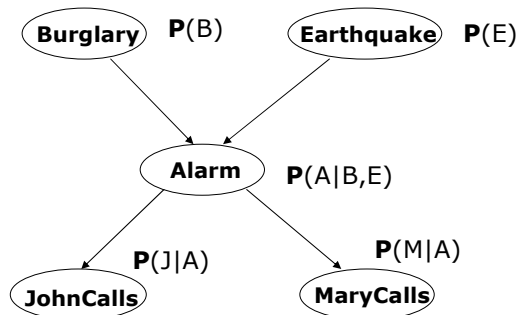 Burglary P(B)
Earthquake P(E)
Alarm
P(A|B,E)
P(J|A)
P(M|A)
JohnCalls
MaryCalls